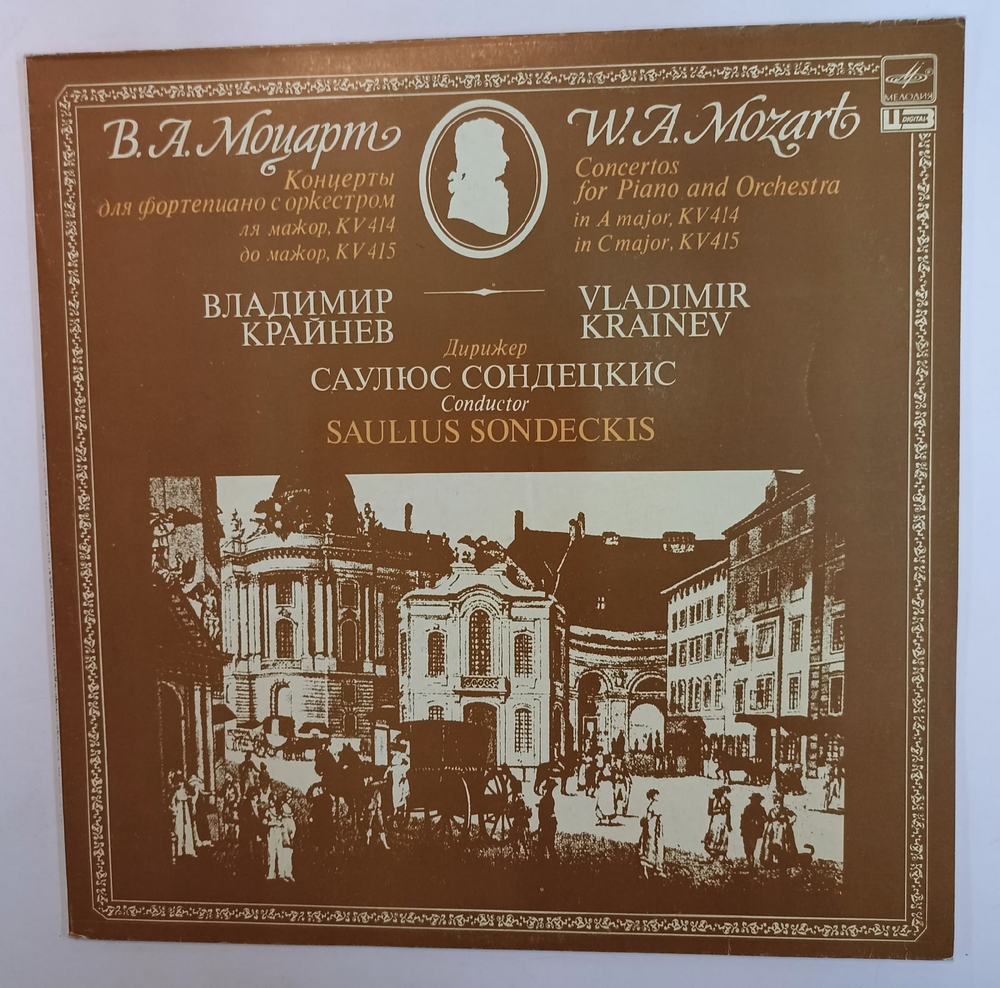 МЕЛОДИЯ
DIGITAL
В. А. Моцарт
Концерты
для фортепиано с оркестром
ля мажор, KV 414
до мажор, KV 415
W. A. Mozart
Concertos
for Piano and Orchestra
in A major, KV 414
in C major, KV 415
ВЛАДИМИР
КРАЙНЕВ
VLADIMIR
KRAINEV
Дирижер
САУЛЮС СОНДЕЦКИС
Conductor
SAULIUS SONDECKIS